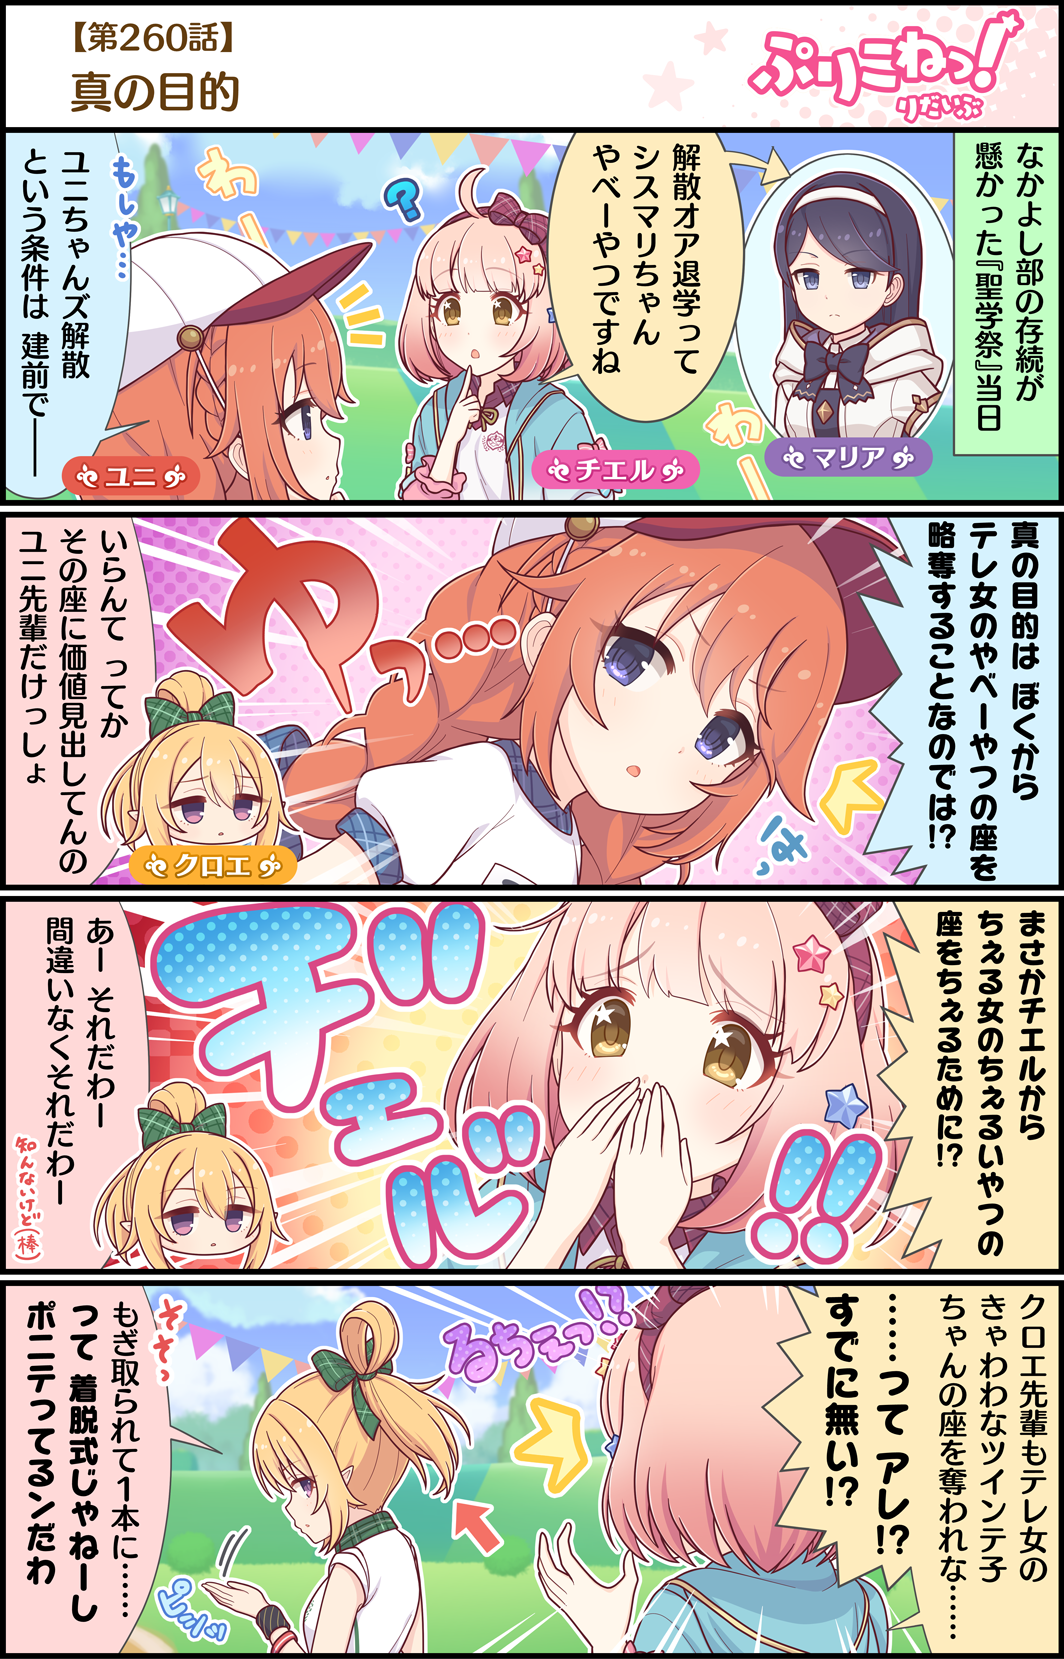 【第260話】
真の目的
ぷりこねっ!
りだいぶ
なかよし部の存続が
懸かった『聖学祭』当日
マリア
解散オア退学って
シスマリちゃん
やべーやつですね
チエル
?
わー
わー
もしや…
ユニちゃんズ解散
という条件は 建前で――
ユニ
真の目的は ぼくから
テレ女のやべーやつの座を
略奪することなのでは!?
はっ
ゆっ…
いらんて ってか
その座に価値見出してんの
ユニ先輩だけっしょ
クロエ
まさかチエルから
ちぇる女のちぇるいやつの
座をちぇるために!?
チエル!!
あー それだわー
間違いなくそれだわー
知んないけど(棒)
クロエ先輩もテレ女の
きゃわわなツインテ子
ちゃんの座を奪われな……
……って アレ!?
すでに無い!?
るちぇっ!?
そそっ
もぎ取られて1本に……
って 着脱式じゃねーし
ポニテってるンだわ